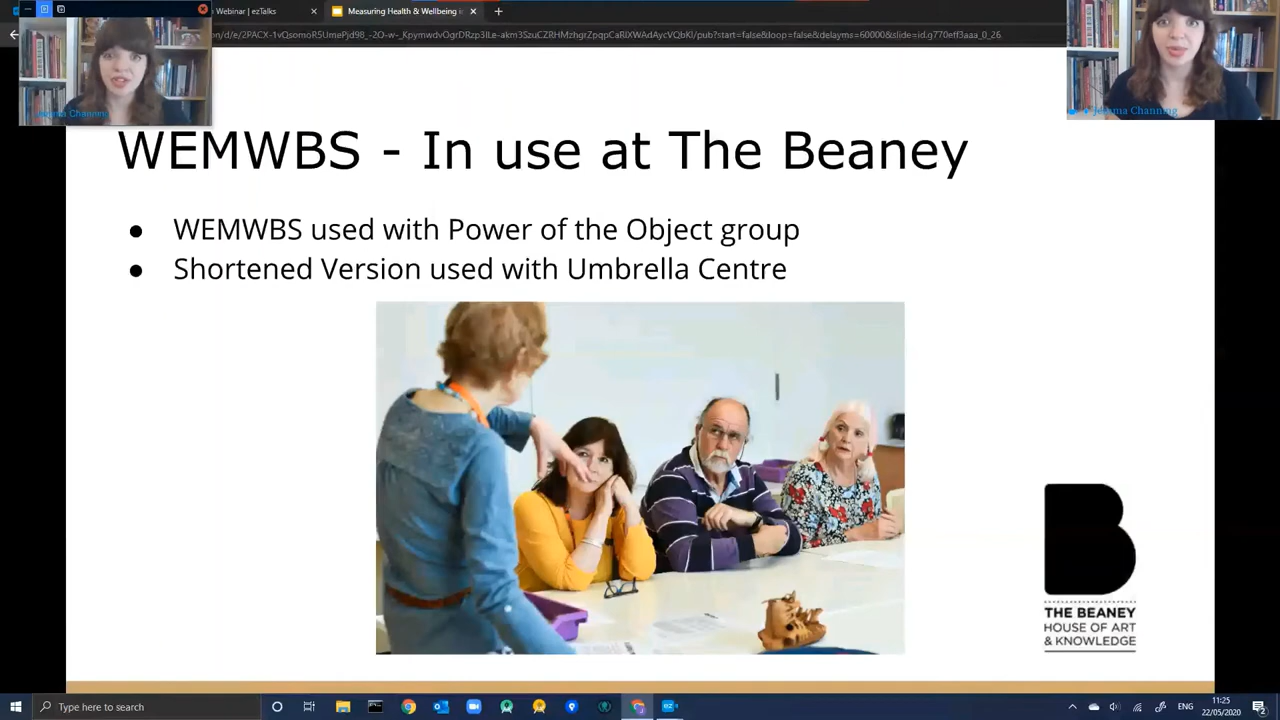 Webinar | ezTalks
Measuring Health & Wellbeing i
WEMWBS - In use at The Beaney
● WEMWBS used with Power of the Object group
● Shortened Version used with Umbrella Centre
THE BEANEY
HOUSE OF ART
& KNOWLEDGE
Type here to search
ENG
11:25
22/05/2020